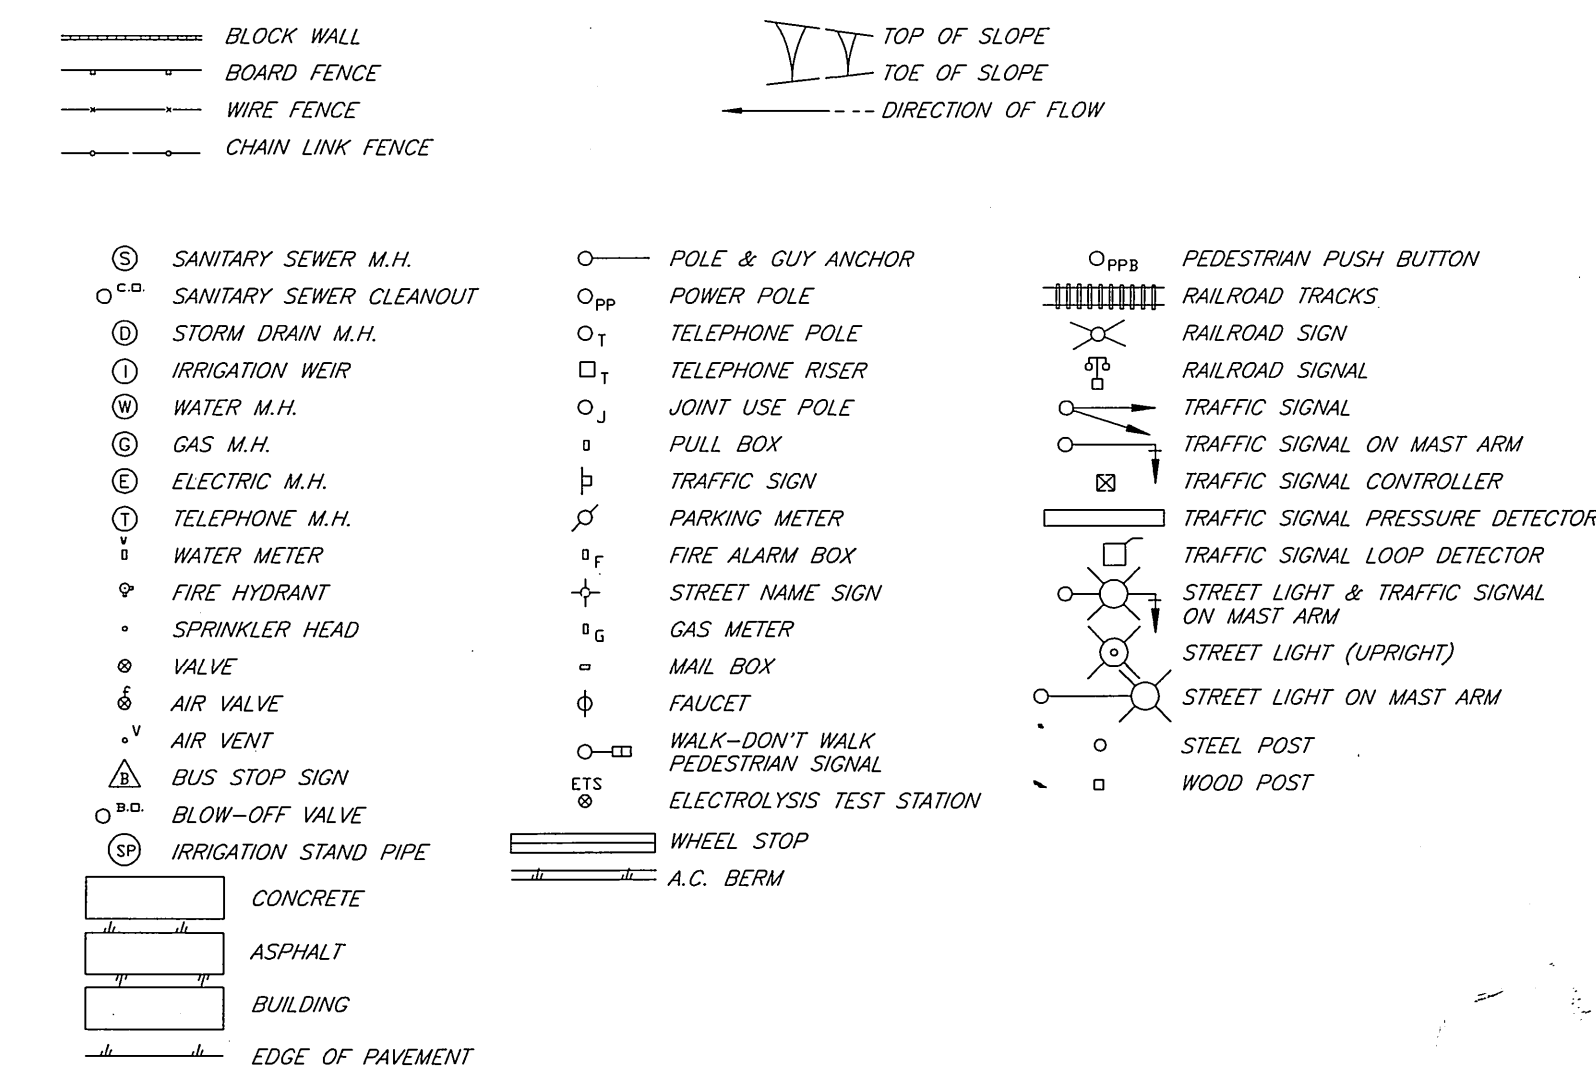 BLOCK WALL
BOARD FENCE
WIRE FENCE
CHAIN LINK FENCE
TOP OF SLOPE
TOE OF SLOPE
DIRECTION OF FLOW
S SANITARY SEWER M.H.
C.O. SANITARY SEWER CLEANOUT
D STORM DRAIN M.H.
I IRRIGATION WEIR
W WATER M.H.
G GAS M.H.
E ELECTRIC M.H.
T TELEPHONE M.H.
V
WATER METER
FIRE HYDRANT
SPRINKLER HEAD
VALVE
AIR VALVE
V AIR VENT
B BUS STOP SIGN
B.O. BLOW-OFF VALVE
SP IRRIGATION STAND PIPE
CONCRETE
ASPHALT
BUILDING
EDGE OF PAVEMENT
POLE & GUY ANCHOR
PP POWER POLE
T TELEPHONE POLE
T TELEPHONE RISER
J JOINT USE POLE
PULL BOX
TRAFFIC SIGN
PARKING METER
F FIRE ALARM BOX
STREET NAME SIGN
G GAS METER
MAIL BOX
FAUCET
WALK-DON'T WALK
PEDESTRIAN SIGNAL
ETS
ELECTROLYSIS TEST STATION
WHEEL STOP
A.C. BERM
PPB PEDESTRIAN PUSH BUTTON
RAILROAD TRACKS
RAILROAD SIGN
RAILROAD SIGNAL
TRAFFIC SIGNAL
TRAFFIC SIGNAL ON MAST ARM
TRAFFIC SIGNAL CONTROLLER
TRAFFIC SIGNAL PRESSURE DETECTOR
TRAFFIC SIGNAL LOOP DETECTOR
STREET LIGHT & TRAFFIC SIGNAL
ON MAST ARM
STREET LIGHT (UPRIGHT)
STREET LIGHT ON MAST ARM
STEEL POST
WOOD POST